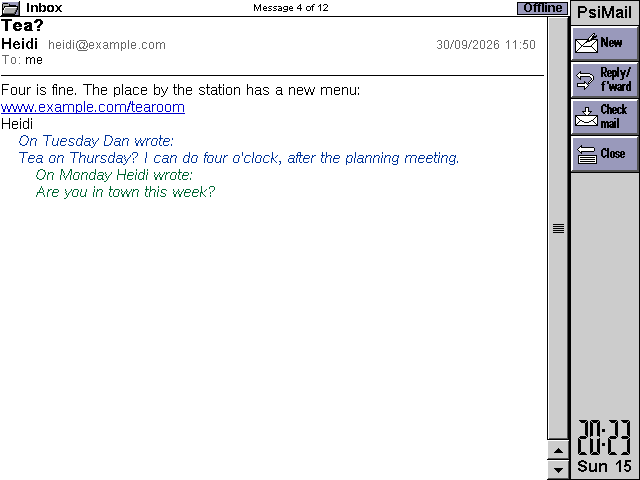 Inbox
Message 4 of 12
Offline
PsiMail
Tea?
Heidi heidi@example.com
30/09/2026 11:50
To: me
Four is fine. The place by the station has a new menu:
www.example.com/tearoom
Heidi
On Tuesday Dan wrote:
Tea on Thursday? I can do four o'clock, after the planning meeting.
On Monday Heidi wrote:
Are you in town this week?
New
Reply/
f'ward
Check
mail
Close
20:23
Sun 15